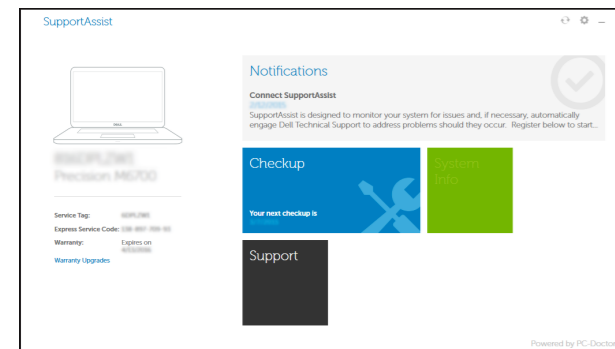 SupportAssist
Notifications
Connect SupportAssist
SupportAssist is designed to monitor your system for issues and, if necessary, automatically
engage Dell Technical Support to address problems should they occur. Register below to start...
DELL
Precision M6700
Checkup
System
Info
Your next checkup is
Service Tag:
Express Service Code:
Warranty: Expires on
Warranty Upgrades
Support
Powered by PC-Doctor